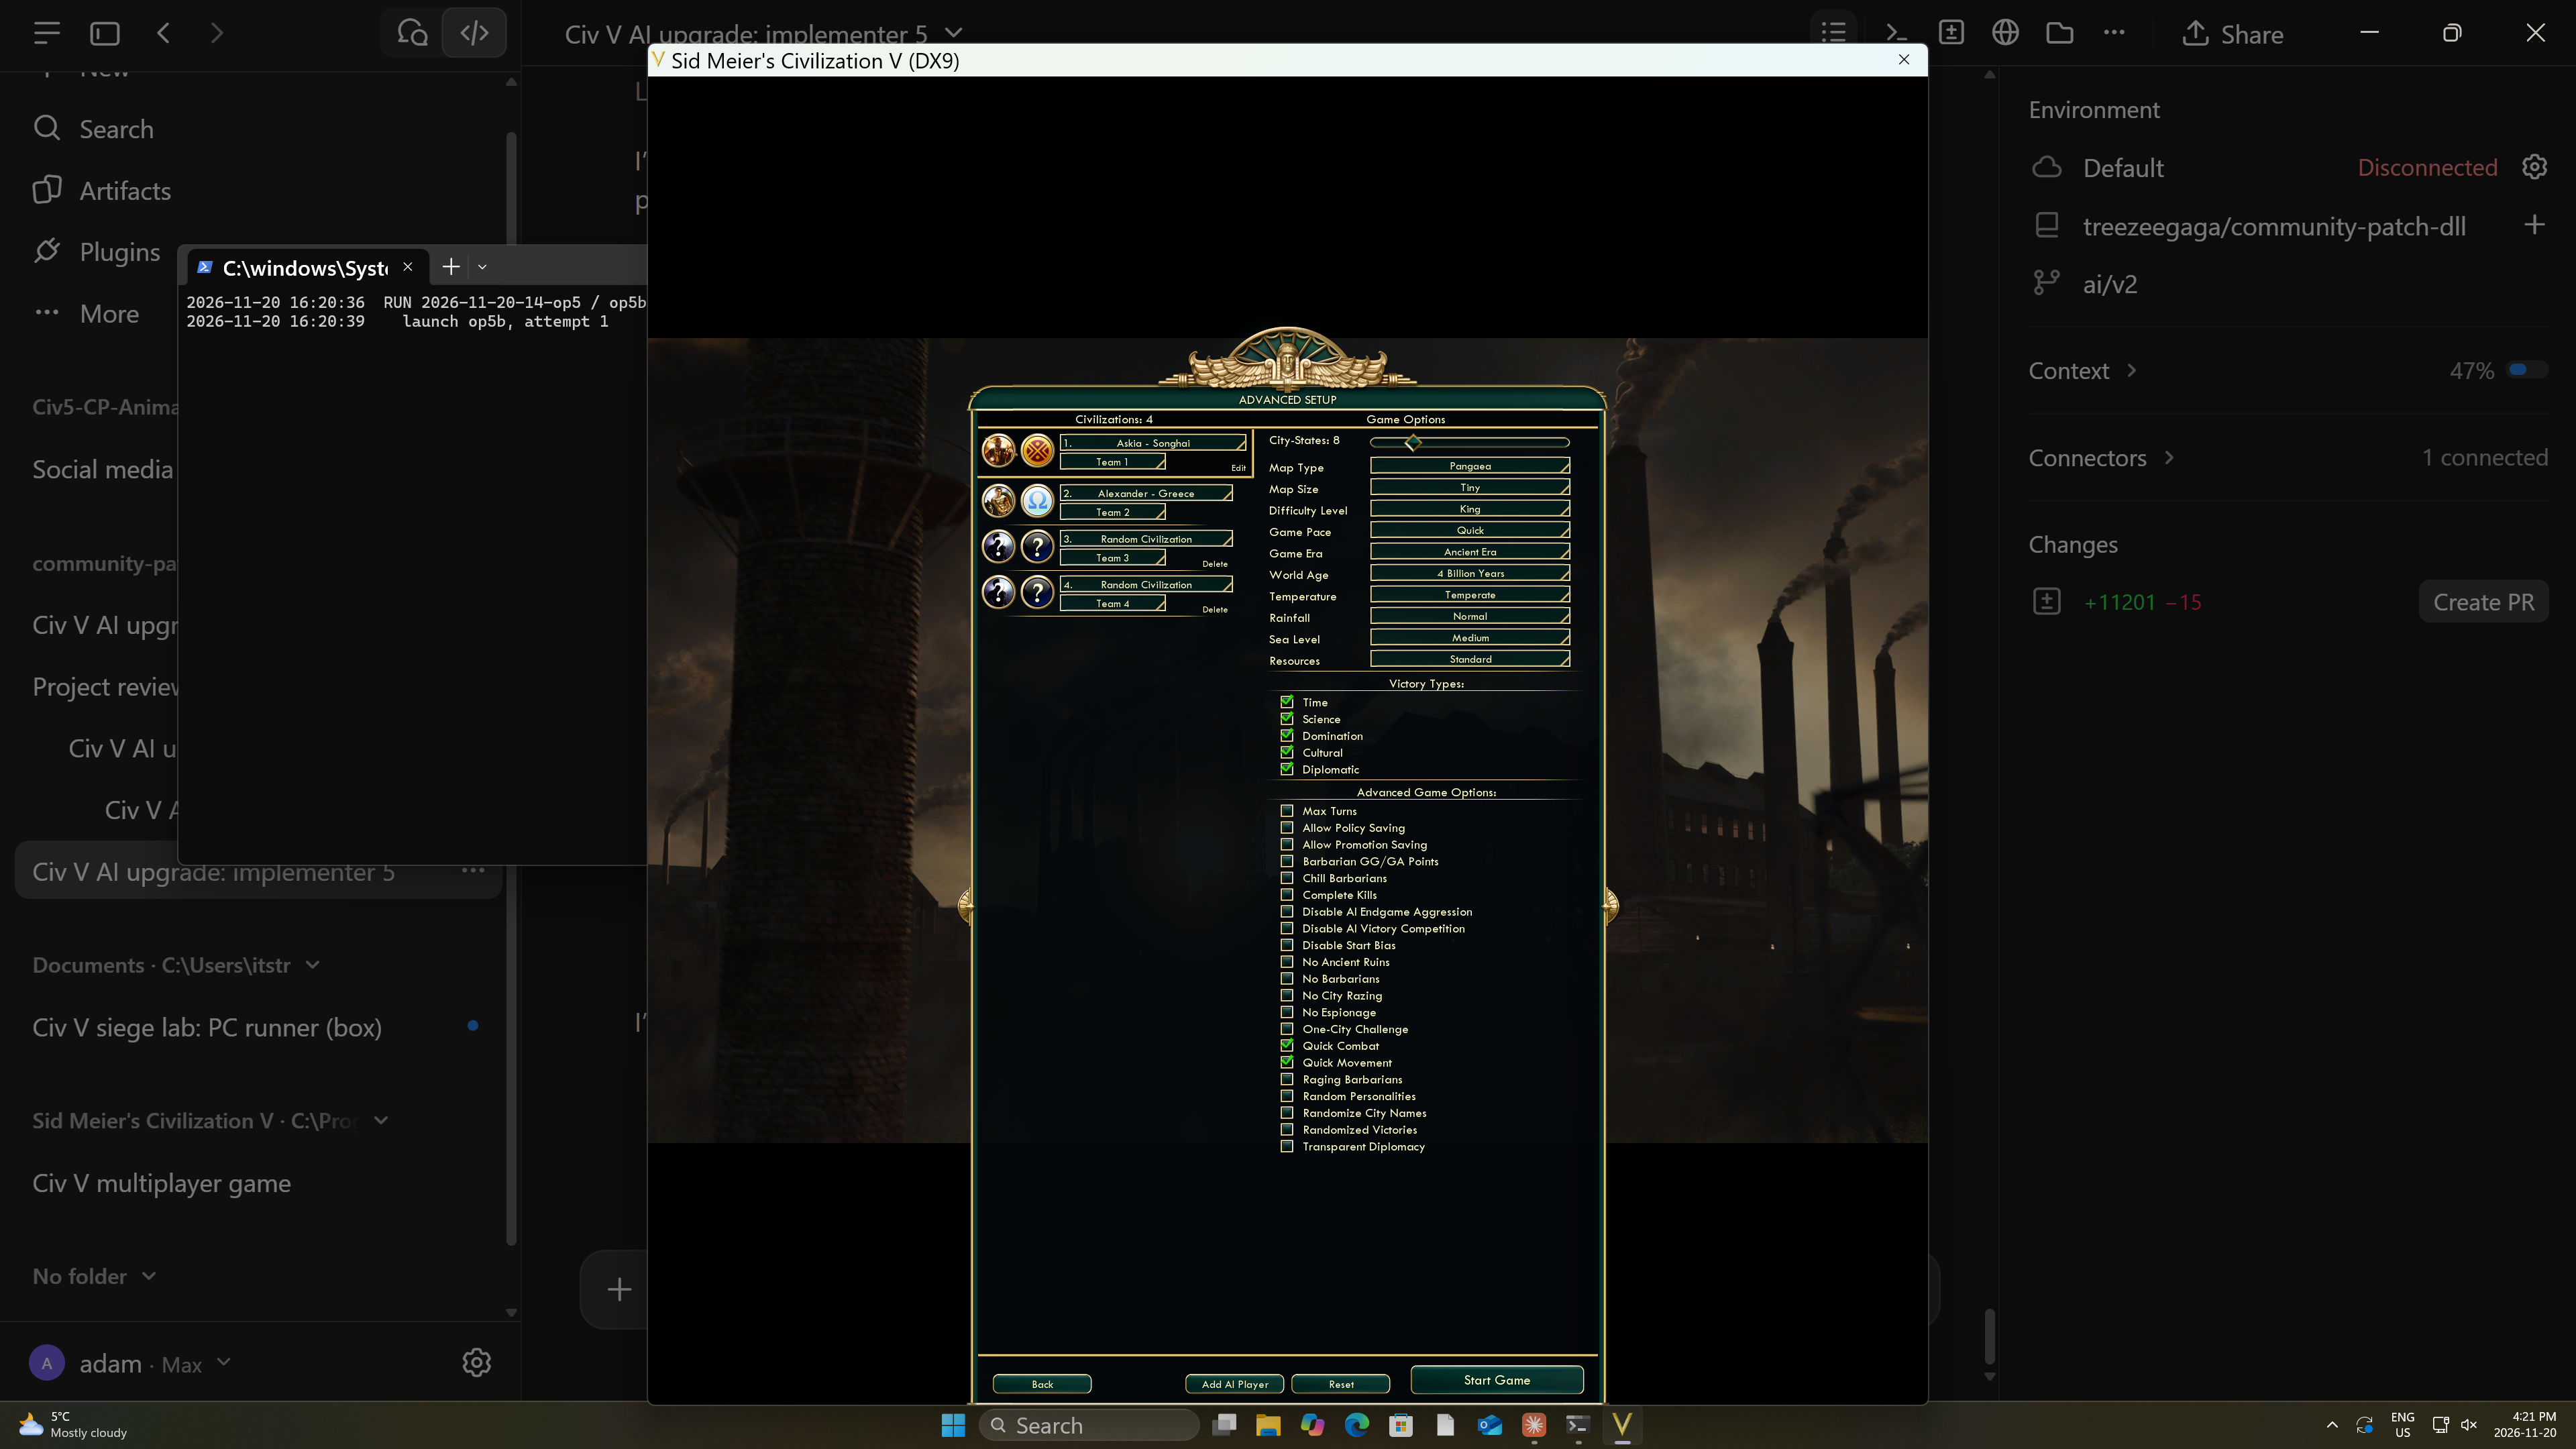 Civ V AI upgrade: implementer 5
Share
New
Search
Artifacts
Plugins
More
Civ5-CP-Anima
Social media
community-pa
Civ V AI upgr
Project review
Civ V AI u
Civ V A
Civ V AI upgrade: implementer 5
Documents · C:\Users\itstr
Civ V siege lab: PC runner (box)
Sid Meier's Civilization V · C:\Prog
Civ V multiplayer game
No folder
A
adam · Max
C:\windows\Syste
2026-11-20 16:20:36 RUN 2026-11-20-14-op5 / op5b
2026-11-20 16:20:39 launch op5b, attempt 1
Sid Meier's Civilization V (DX9)
ADVANCED SETUP
Civilizations: 4
1. Askia - Songhai
Team 1
Edit
2. Alexander - Greece
Team 2
3. Random Civilization
Team 3
Delete
4. Random Civilization
Team 4
Delete
Game Options
City-States: 8
Map Type Pangaea
Map Size Tiny
Difficulty Level King
Game Pace Quick
Game Era Ancient Era
World Age 4 Billion Years
Temperature Temperate
Rainfall Normal
Sea Level Medium
Resources Standard
Victory Types:
Time
Science
Domination
Cultural
Diplomatic
Advanced Game Options:
Max Turns
Allow Policy Saving
Allow Promotion Saving
Barbarian GG/GA Points
Chill Barbarians
Complete Kills
Disable AI Endgame Aggression
Disable AI Victory Competition
Disable Start Bias
No Ancient Ruins
No Barbarians
No City Razing
No Espionage
One-City Challenge
Quick Combat
Quick Movement
Raging Barbarians
Random Personalities
Randomize City Names
Randomized Victories
Transparent Diplomacy
Back
Add AI Player
Reset
Start Game
Environment
Default Disconnected
treezeegaga/community-patch-dll
ai/v2
Context 47%
Connectors 1 connected
Changes
+11201 −15 Create PR
5°C
Mostly cloudy
Search
ENG
US
4:21 PM
2026-11-20